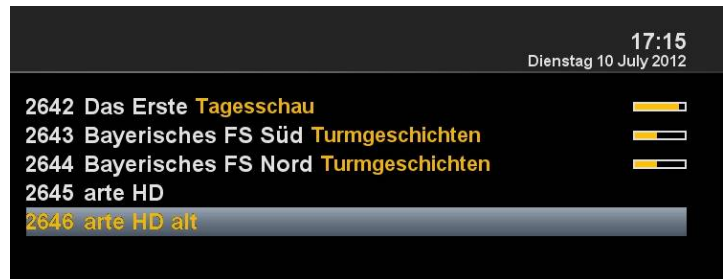 17:15
Dienstag 10 July 2012
2642 Das Erste Tagesschau
2643 Bayerisches FS Süd Turmgeschichten
2644 Bayerisches FS Nord Turmgeschichten
2645 arte HD
2646 arte HD alt